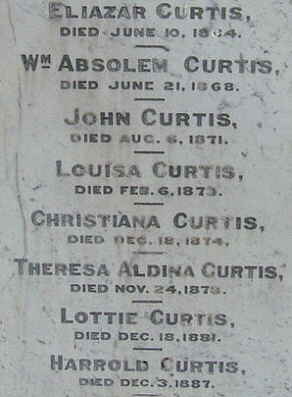 ELIAZAR CURTIS,
DIED JUNE 10, 1864.
WM ABSOLEM CURTIS,
DIED JUNE 21, 1868.
JOHN CURTIS,
DIED AUG. 6, 1871.
LOUISA CURTIS,
DIED FEB. 6, 1873.
CHRISTIANA CURTIS,
DIED DEC. 18, 1874.
THERESA ALDINA CURTIS,
DIED NOV. 24, 1878.
LOTTIE CURTIS,
DIED DEC. 18, 1881.
HARROLD CURTIS,
DIED DEC. 3, 1887.